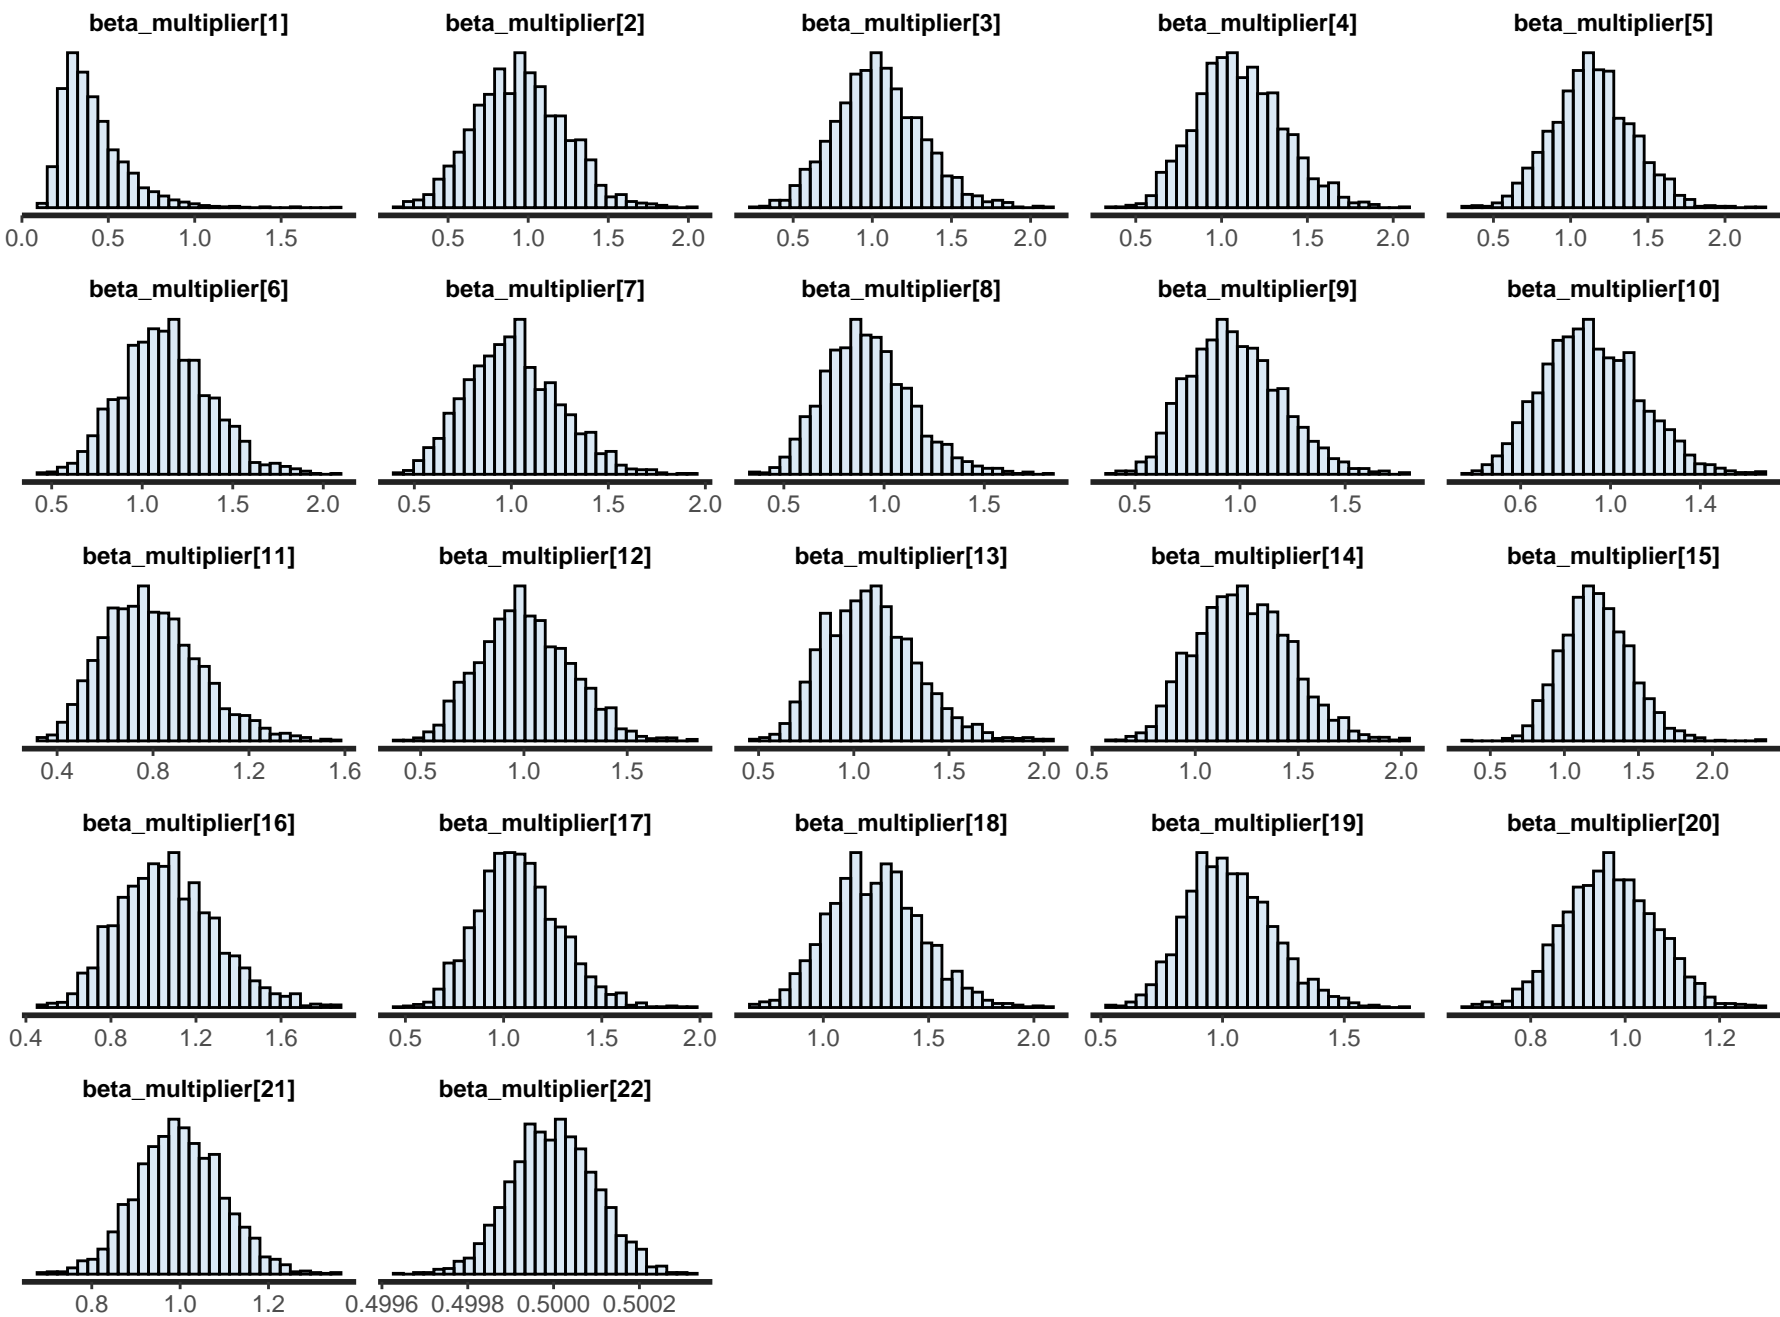 beta_multiplier[1] beta_multiplier[2] beta_multiplier[3] beta_multiplier[4] beta_multiplier[5]
0.0 0.5 1.0 1.5 0.5 1.0 1.5 2.0 0.5 1.0 1.5 2.0 0.5 1.0 1.5 2.0 0.5 1.0 1.5 2.0
beta_multiplier[6] beta_multiplier[7] beta_multiplier[8] beta_multiplier[9] beta_multiplier[10]
0.5 1.0 1.5 2.0 0.5 1.0 1.5 2.0 0.5 1.0 1.5 0.5 1.0 1.5 0.6 1.0 1.4
beta_multiplier[11] beta_multiplier[12] beta_multiplier[13] beta_multiplier[14] beta_multiplier[15]
0.4 0.8 1.2 1.6 0.5 1.0 1.5 0.5 1.0 1.5 2.0 0.5 1.0 1.5 2.0 0.5 1.0 1.5 2.0
beta_multiplier[16] beta_multiplier[17] beta_multiplier[18] beta_multiplier[19] beta_multiplier[20]
0.4 0.8 1.2 1.6 0.5 1.0 1.5 2.0 1.0 1.5 2.0 0.5 1.0 1.5 0.8 1.0 1.2
beta_multiplier[21] beta_multiplier[22]
0.8 1.0 1.2 0.4996 0.4998 0.5000 0.5002